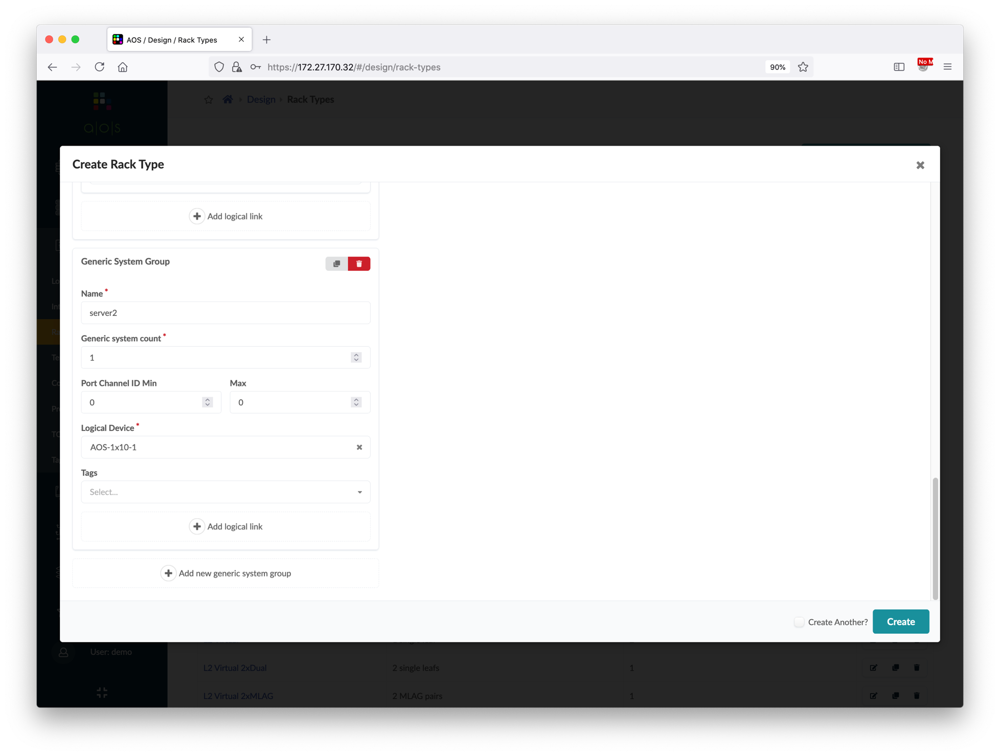 AOS / Design / Rack Types
https://172.27.170.32/#/design/rack-types
90%
No M
a|o|s
Design
Rack Types
Create Rack Type
Add logical link
Generic System Group
Name *
server2
Generic system count *
1
Port Channel ID Min
Max
0
0
Logical Device *
AOS-1x10-1
Tags
Select...
Add logical link
Add new generic system group
Create Another?
Create
User: demo
L2 Virtual 2xDual
2 single leafs
1
L2 Virtual 2xMLAG
2 MLAG pairs
1